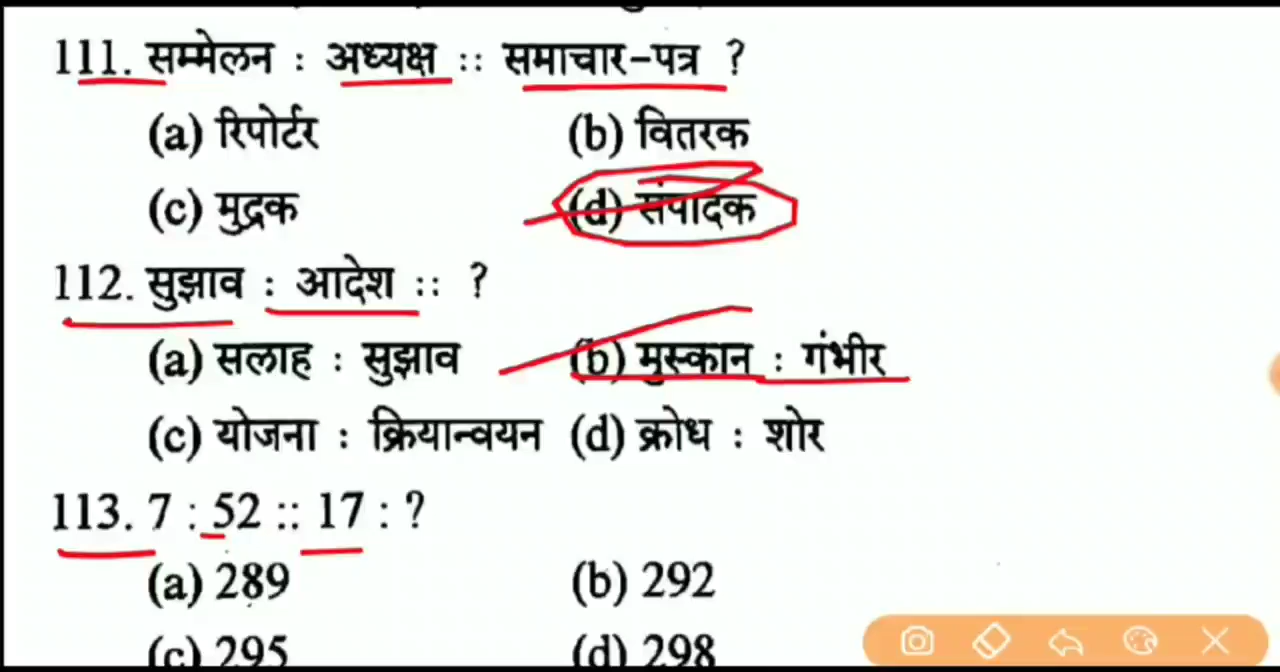 111. सम्मेलन : अध्यक्ष :: समाचार-पत्र ?
(a) रिपोर्टर (b) वितरक
(c) मुद्रक (d) संपादक
112. सुझाव : आदेश :: ?
(a) सलाह : सुझाव (b) मुस्कान : गंभीर
(c) योजना : क्रियान्वयन (d) क्रोध : शोर
113. 7 : 52 :: 17 : ?
(a) 289 (b) 292
(c) 295 (d) 298